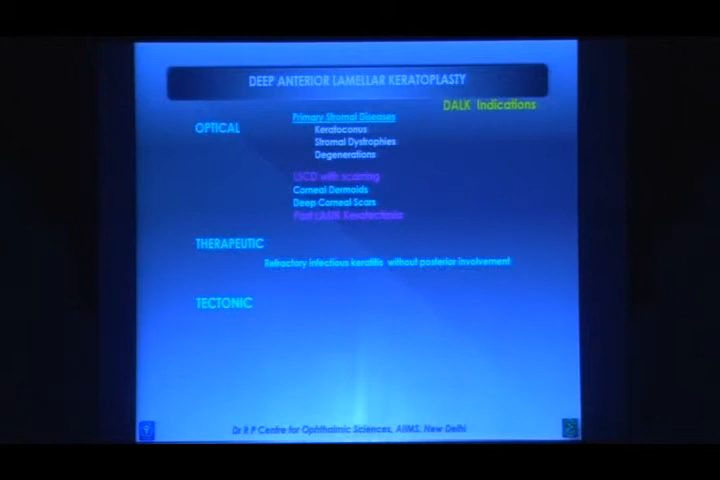 DEEP ANTERIOR LAMELLAR KERATOPLASTY
DALK Indications
OPTICAL
Primary Stromal Diseases
Keratoconus
Stromal Dystrophies
Degenerations
LSCD with scarring
Corneal Dermoids
Deep Corneal Scars
Post LASIK Keratectasia
THERAPEUTIC
Refractory infectious keratitis without posterior involvement
TECTONIC
Dr R P Centre for Ophthalmic Sciences, AIIMS, New Delhi